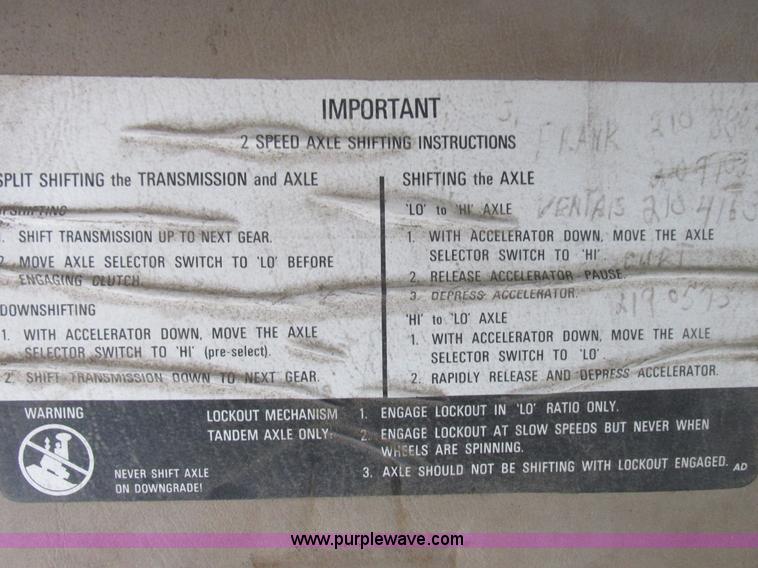 IMPORTANT
2 SPEED AXLE SHIFTING INSTRUCTIONS
SPLIT SHIFTING the TRANSMISSION and AXLE
UPSHIFTING
1. SHIFT TRANSMISSION UP TO NEXT GEAR.
2. MOVE AXLE SELECTOR SWITCH TO 'LO' BEFORE
ENGAGING CLUTCH.
DOWNSHIFTING
1. WITH ACCELERATOR DOWN, MOVE THE AXLE
SELECTOR SWITCH TO 'HI' (pre-select).
2. SHIFT TRANSMISSION DOWN TO NEXT GEAR.
SHIFTING the AXLE
'LO' to 'HI' AXLE
1. WITH ACCELERATOR DOWN, MOVE THE AXLE
SELECTOR SWITCH TO 'HI'.
2. RELEASE ACCELERATOR PAUSE.
3. DEPRESS ACCELERATOR.
'HI' to 'LO' AXLE
1. WITH ACCELERATOR DOWN, MOVE THE AXLE
SELECTOR SWITCH TO 'LO'.
2. RAPIDLY RELEASE AND DEPRESS ACCELERATOR.
FRANK 210
210 4163
WARNING
NEVER SHIFT AXLE
ON DOWNGRADE!
LOCKOUT MECHANISM
TANDEM AXLE ONLY:
1. ENGAGE LOCKOUT IN 'LO' RATIO ONLY.
2. ENGAGE LOCKOUT AT SLOW SPEEDS BUT NEVER WHEN
WHEELS ARE SPINNING.
3. AXLE SHOULD NOT BE SHIFTING WITH LOCKOUT ENGAGED.
AD
www.purplewave.com